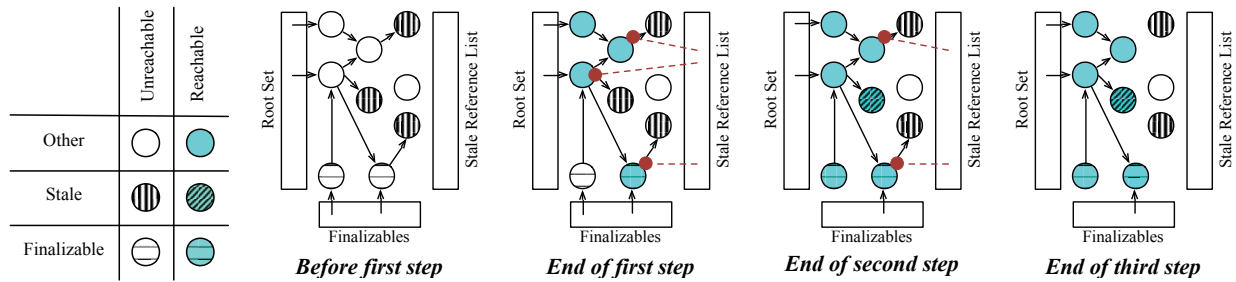 Unreachable
Reachable
Other
Stale
Finalizable
Root Set
Stale Reference List
Finalizables
Before first step
Root Set
Stale Reference List
Finalizables
End of first step
Root Set
Stale Reference List
Finalizables
End of second step
Root Set
Stale Reference List
Finalizables
End of third step